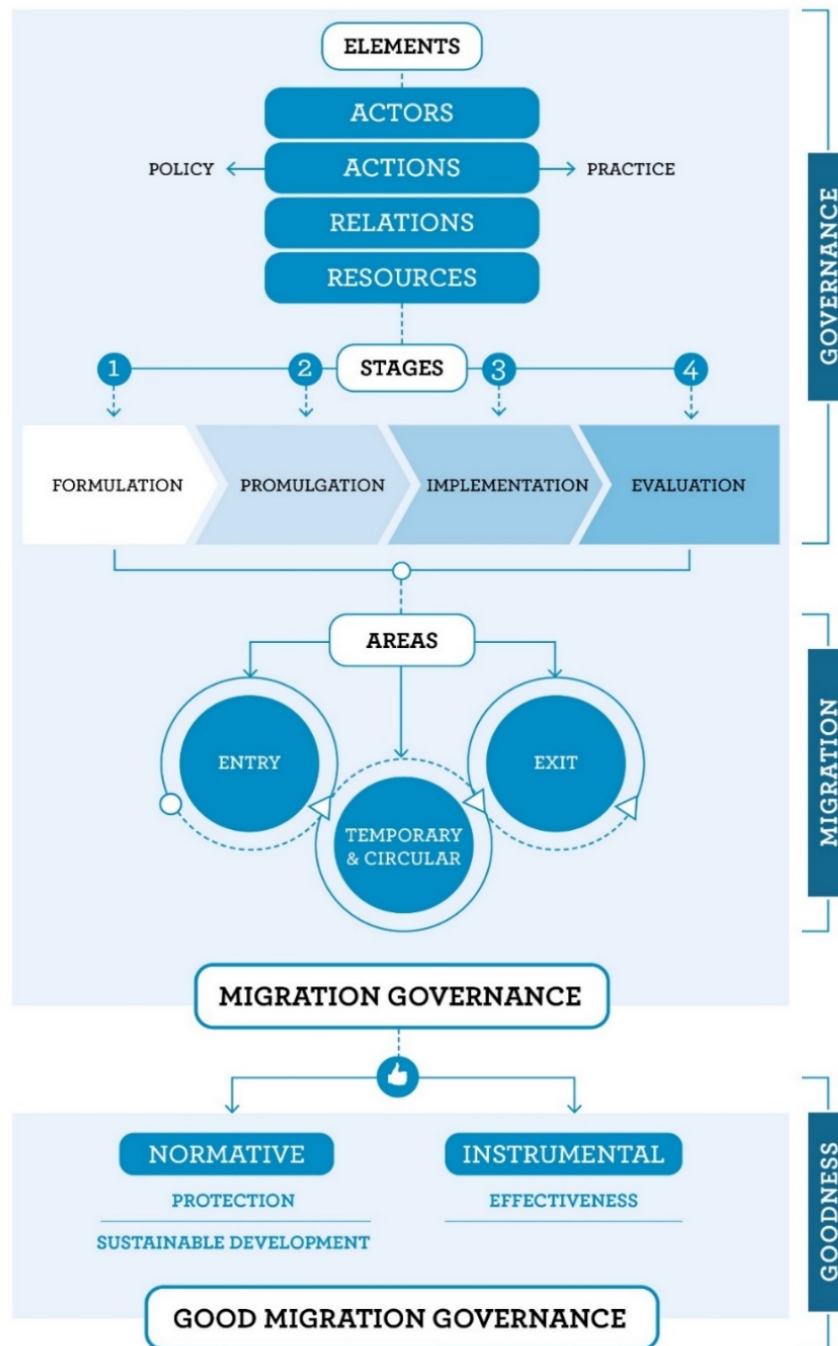 ELEMENTS
ACTORS
POLICY
ACTIONS
PRACTICE
RELATIONS
RESOURCES
GOVERNANCE
1
2
STAGES
3
4
FORMULATION
PROMULGATION
IMPLEMENTATION
EVALUATION
AREAS
ENTRY
EXIT
TEMPORARY
& CIRCULAR
MIGRATION
MIGRATION GOVERNANCE
NORMATIVE
INSTRUMENTAL
PROTECTION
EFFECTIVENESS
SUSTAINABLE DEVELOPMENT
GOODNESS
GOOD MIGRATION GOVERNANCE